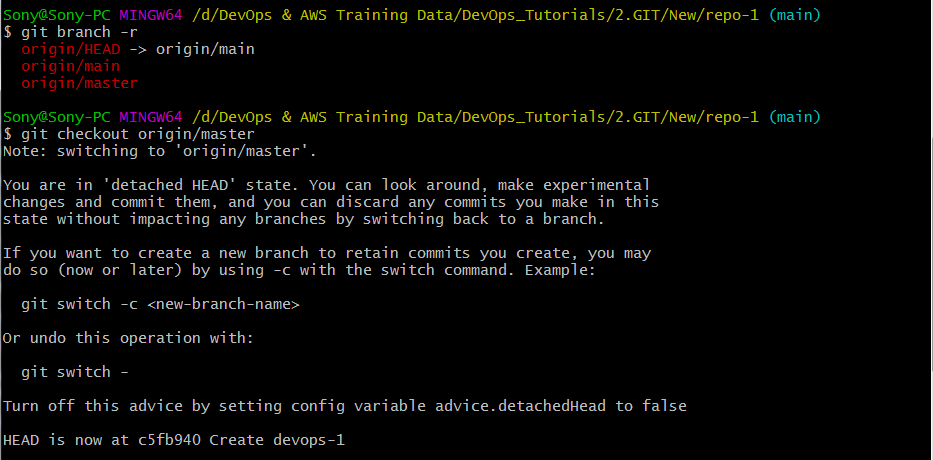 Sony@Sony-PC MINGW64 /d/DevOps & AWS Training Data/DevOps_Tutorials/2.GIT/New/repo-1 (main)
$ git branch -r
  origin/HEAD -> origin/main
  origin/main
  origin/master

Sony@Sony-PC MINGW64 /d/DevOps & AWS Training Data/DevOps_Tutorials/2.GIT/New/repo-1 (main)
$ git checkout origin/master
Note: switching to 'origin/master'.

You are in 'detached HEAD' state. You can look around, make experimental
changes and commit them, and you can discard any commits you make in this
state without impacting any branches by switching back to a branch.

If you want to create a new branch to retain commits you create, you may
do so (now or later) by using -c with the switch command. Example:

  git switch -c <new-branch-name>

Or undo this operation with:

  git switch -

Turn off this advice by setting config variable advice.detachedHead to false

HEAD is now at c5fb940 Create devops-1